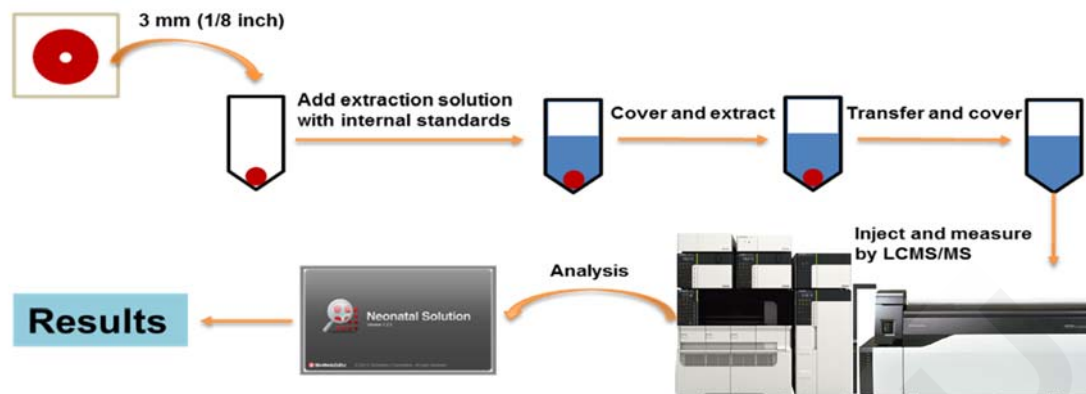 3 mm (1/8 inch)
Add extraction solution
with internal standards
Cover and extract
Transfer and cover
Inject and measure
by LCMS/MS
Analysis
Neonatal Solution
Results